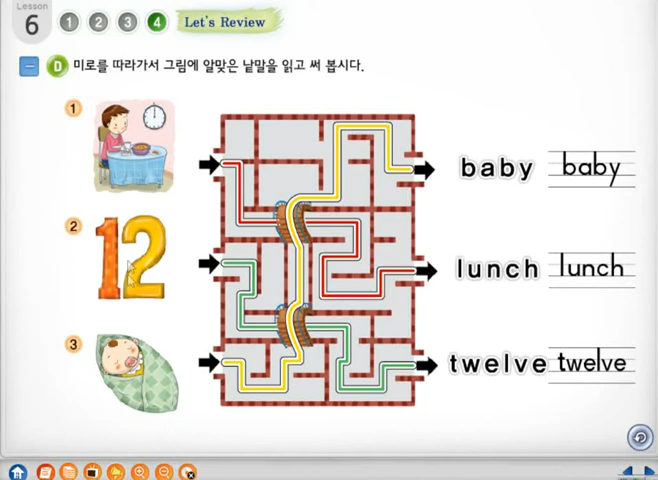 Lesson
6
1 2 3 4 Let's Review
D 미로를 따라가서 그림에 알맞은 낱말을 읽고 써 봅시다.
1
baby baby
2
12
lunch lunch
3
twelve twelve